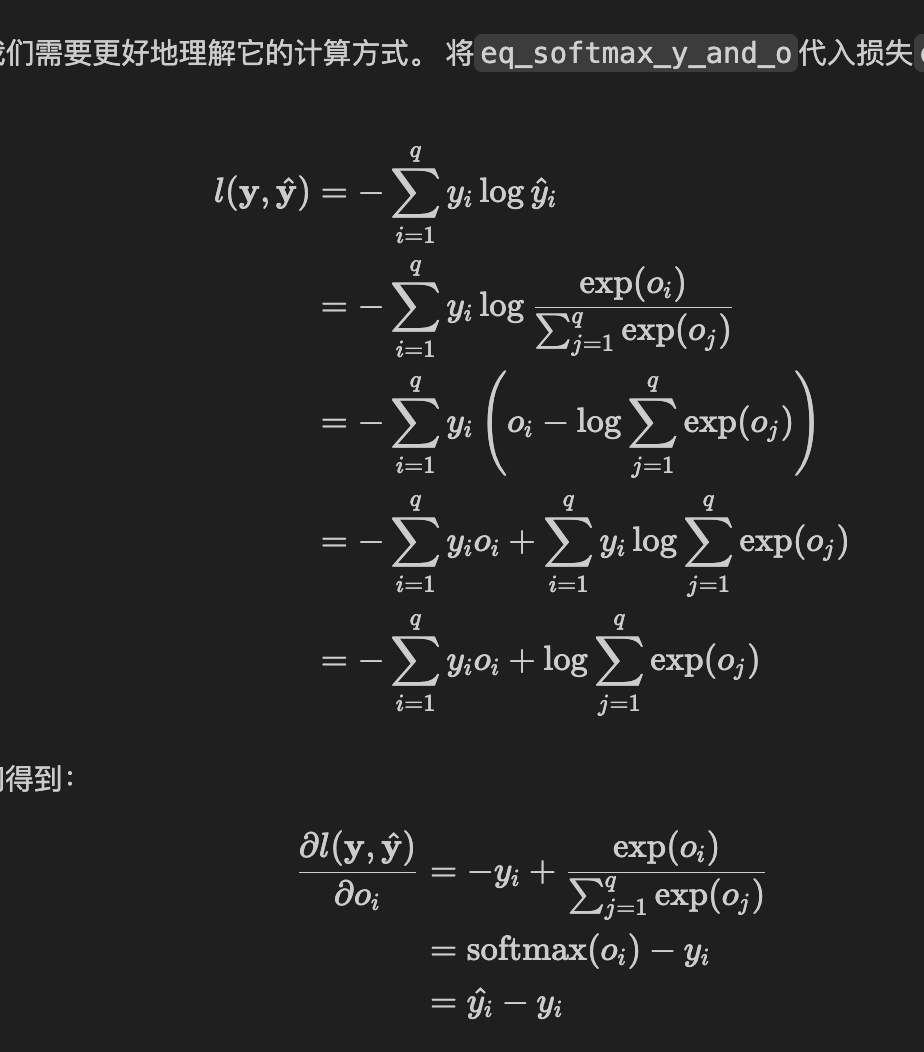 们需要更好地理解它的计算方式。 将eq_softmax_y_and_o代入损失
l(𝐲, ŷ) = − ∑_{i=1}^{q} y_i log ŷ_i
= − ∑_{i=1}^{q} y_i log \frac{exp(o_i)}{∑_{j=1}^{q} exp(o_j)}
= − ∑_{i=1}^{q} y_i (o_i − log ∑_{j=1}^{q} exp(o_j))
= − ∑_{i=1}^{q} y_i o_i + ∑_{i=1}^{q} y_i log ∑_{j=1}^{q} exp(o_j)
= − ∑_{i=1}^{q} y_i o_i + log ∑_{j=1}^{q} exp(o_j)
得到：
\frac{∂l(𝐲, ŷ)}{∂o_i} = −y_i + \frac{exp(o_i)}{∑_{j=1}^{q} exp(o_j)}
= softmax(o_i) − y_i
= ŷ_i − y_i